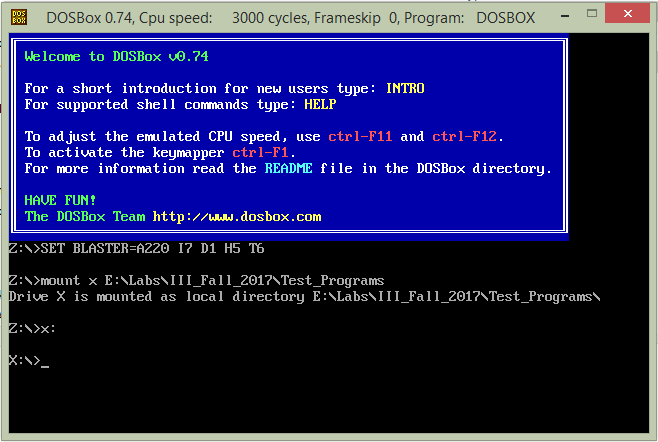 DOS
BOX
DOSBox 0.74, Cpu speed:    3000 cycles, Frameskip  0, Program:   DOSBOX
Welcome to DOSBox v0.74
For a short introduction for new users type: INTRO
For supported shell commands type: HELP
To adjust the emulated CPU speed, use ctrl-F11 and ctrl-F12.
To activate the keymapper ctrl-F1.
For more information read the README file in the DOSBox directory.
HAVE FUN!
The DOSBox Team http://www.dosbox.com
Z:\>SET BLASTER=A220 I7 D1 H5 T6
Z:\>mount x E:\Labs\III_Fall_2017\Test_Programs
Drive X is mounted as local directory E:\Labs\III_Fall_2017\Test_Programs\
Z:\>x:
X:\>_